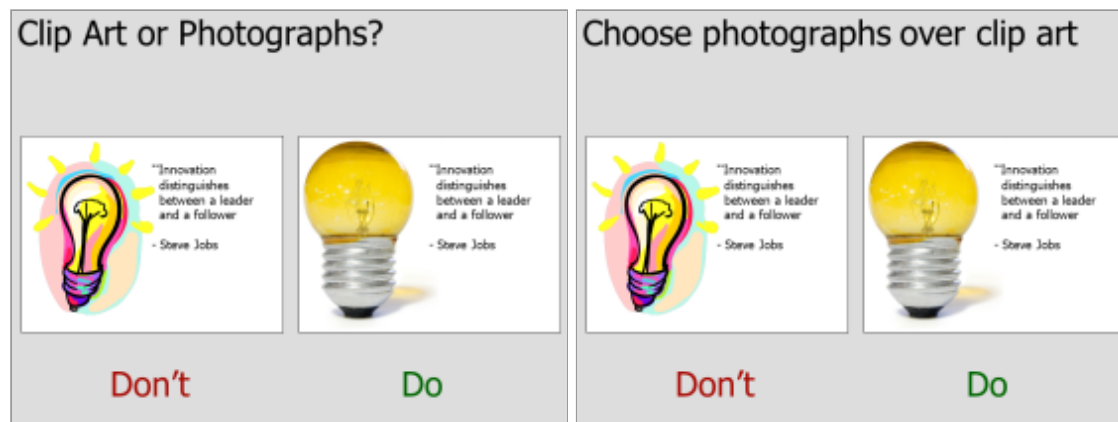 Clip Art or Photographs?
"Innovation
distinguishes
between a leader
and a follower
- Steve Jobs
"Innovation
distinguishes
between a leader
and a follower
- Steve Jobs
Don't
Do
Choose photographs over clip art
"Innovation
distinguishes
between a leader
and a follower
- Steve Jobs
"Innovation
distinguishes
between a leader
and a follower
- Steve Jobs
Don't
Do